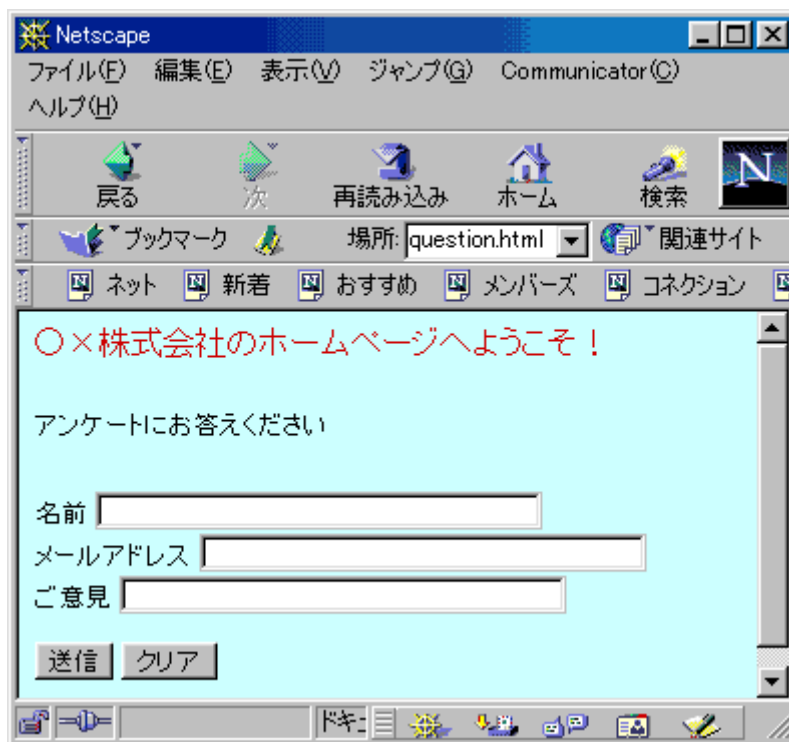 Netscape
ファイル(F) 編集(E) 表示(V) ジャンプ(G) Communicator(C)
ヘルプ(H)
戻る 次 再読み込み ホーム 検索 N
ブックマーク 場所: question.html 関連サイト
ネット 新着 おすすめ メンバーズ コネクション
○×株式会社のホームページへようこそ!
アンケートにお答えください
名前
メールアドレス
ご意見
送信 クリア
ドキュ